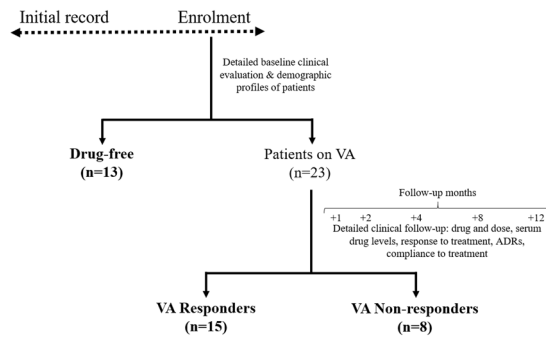 Initial record Enrolment
Detailed baseline clinical
evaluation & demographic
profiles of patients
Drug-free
(n=13)
Patients on VA
(n=23)
Follow-up months
+1 +2 +4 +8 +12
Detailed clinical follow-up: drug and dose, serum
drug levels, response to treatment, ADRs,
compliance to treatment
VA Responders
(n=15)
VA Non-responders
(n=8)